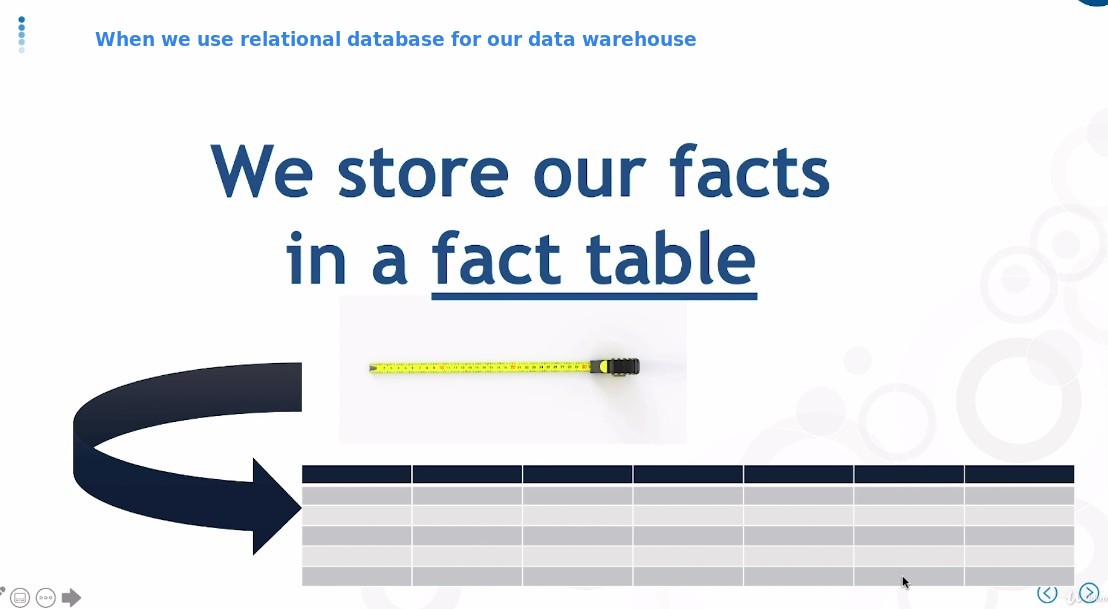 When we use relational database for our data warehouse
We store our facts
in a fact table